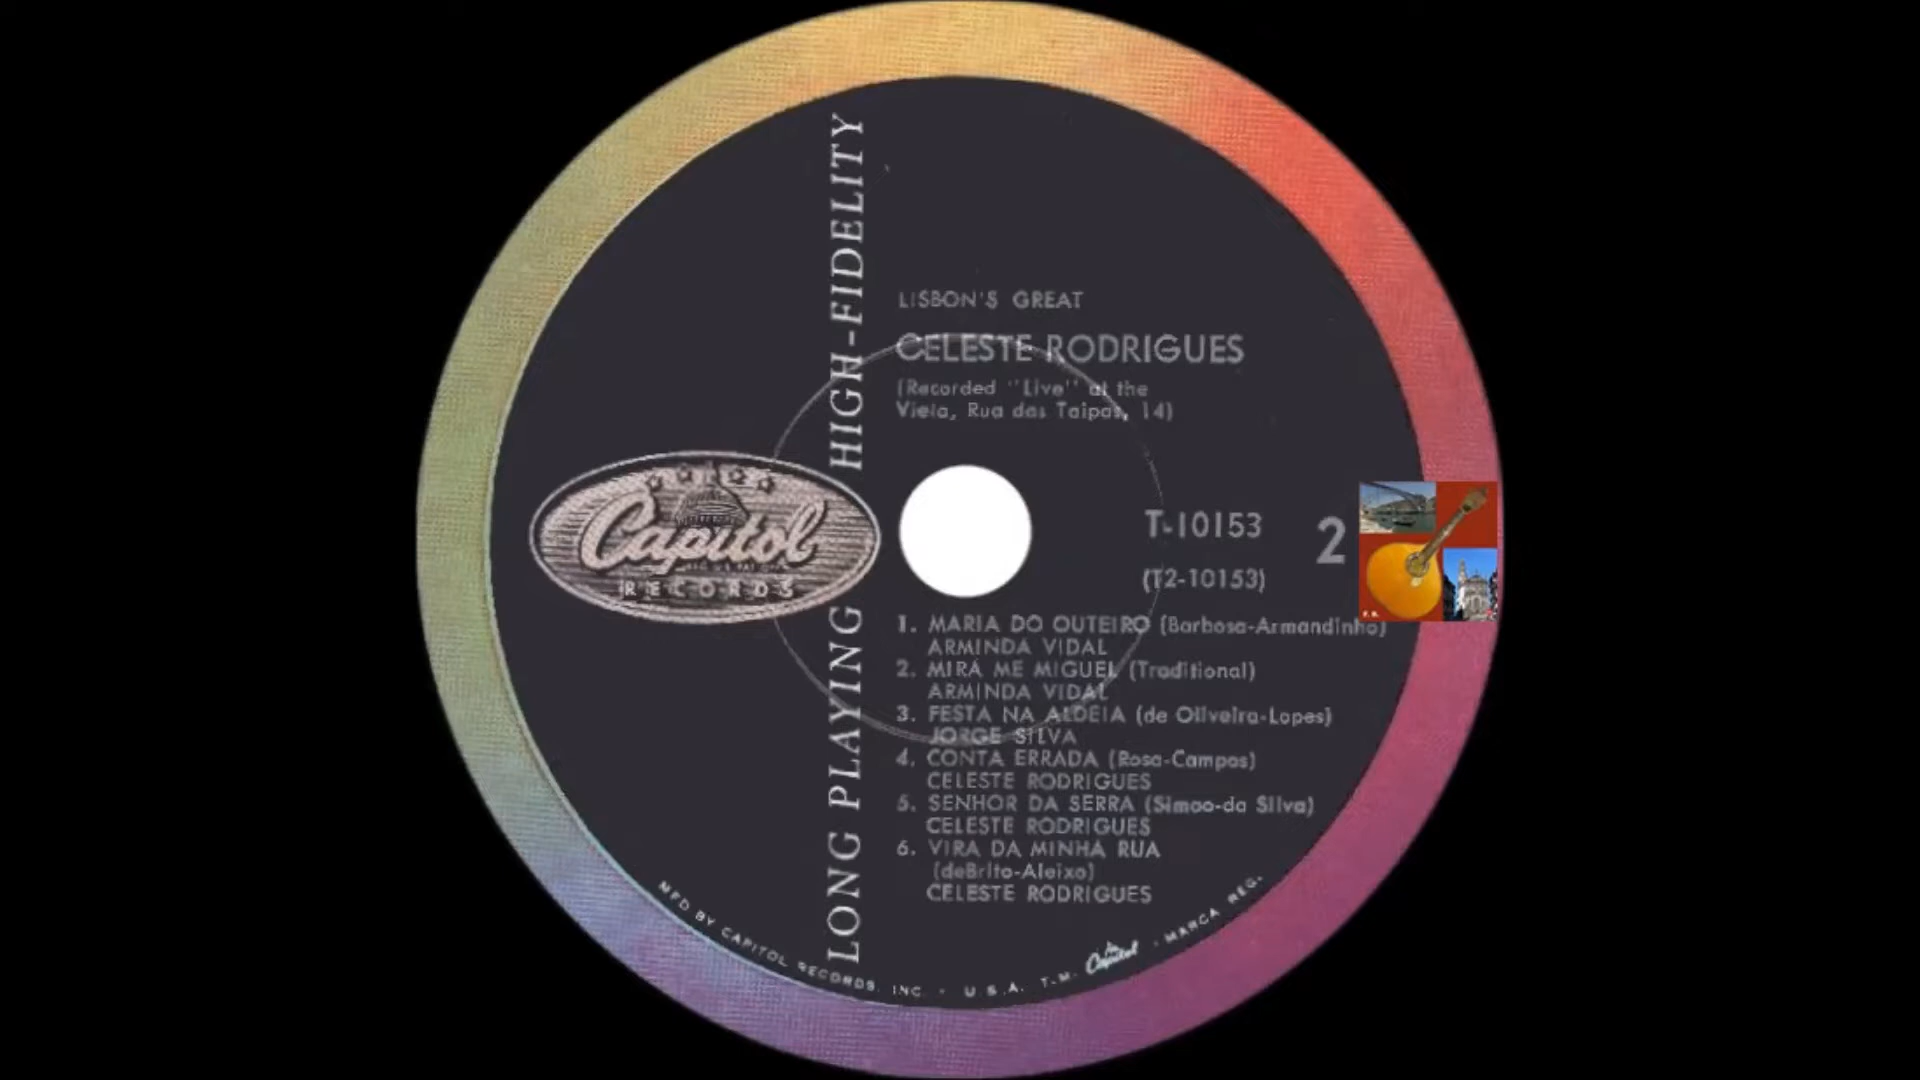 LONG PLAYING HIGH-FIDELITY
LISBON'S GREAT
CELESTE RODRIGUES
(Recorded "Live" at the
Viela, Rua das Taipas, 14)
Capitol
RECORDS
T-10153
2
(T2-10153)
1. MARIA DO OUTEIRO (Barbosa-Armandinho)
ARMINDA VIDAL
2. MIRA ME MIGUEL (Traditional)
ARMINDA VIDAL
3. FESTA NA ALDEIA (de Oliveira-Lopes)
JORGE SILVA
4. CONTA ERRADA (Rosa-Campos)
CELESTE RODRIGUES
5. SENHOR DA SERRA (Simao-da Silva)
CELESTE RODRIGUES
6. VIRA DA MINHA RUA
(deBrito-Aleixo)
CELESTE RODRIGUES
MFD BY CAPITOL RECORDS, INC. • U.S.A. T.M. Capitol • MARCA REG.